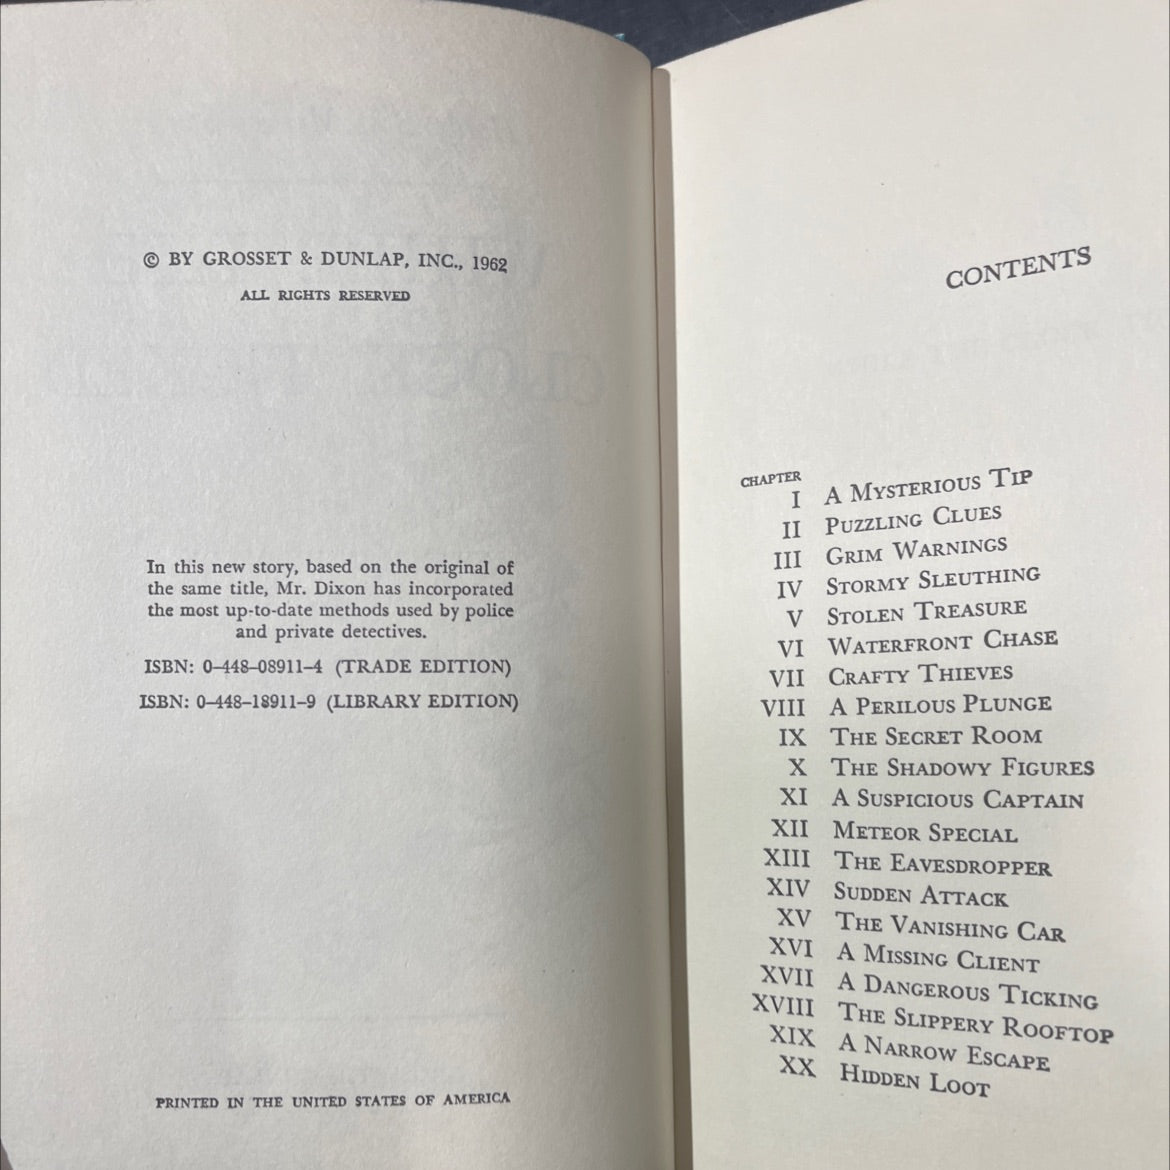 © BY GROSSET & DUNLAP, INC., 1962
ALL RIGHTS RESERVED
In this new story, based on the original of
the same title, Mr. Dixon has incorporated
the most up-to-date methods used by police
and private detectives.
ISBN: 0-448-08911-4 (TRADE EDITION)
ISBN: 0-448-18911-9 (LIBRARY EDITION)
PRINTED IN THE UNITED STATES OF AMERICA
CONTENTS
CHAPTER
I A MYSTERIOUS TIP
II PUZZLING CLUES
III GRIM WARNINGS
IV STORMY SLEUTHING
V STOLEN TREASURE
VI WATERFRONT CHASE
VII CRAFTY THIEVES
VIII A PERILOUS PLUNGE
IX THE SECRET ROOM
X THE SHADOWY FIGURES
XI A SUSPICIOUS CAPTAIN
XII METEOR SPECIAL
XIII THE EAVESDROPPER
XIV SUDDEN ATTACK
XV THE VANISHING CAR
XVI A MISSING CLIENT
XVII A DANGEROUS TICKING
XVIII THE SLIPPERY ROOFTOP
XIX A NARROW ESCAPE
XX HIDDEN LOOT